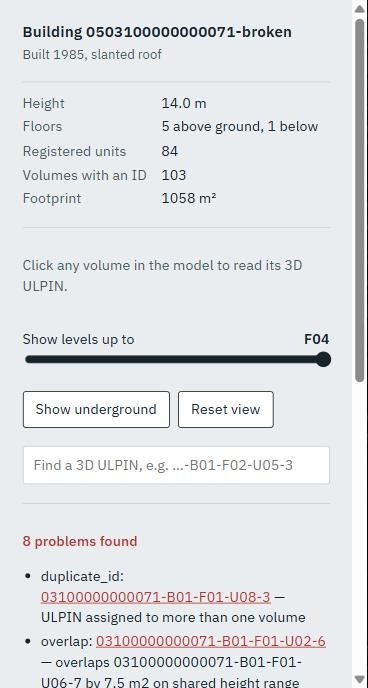 Building 0503100000000071-broken
Built 1985, slanted roof
Height 14.0 m
Floors 5 above ground, 1 below
Registered units 84
Volumes with an ID 103
Footprint 1058 m²
Click any volume in the model to read its 3D
ULPIN.
Show levels up to F04
Show underground Reset view
Find a 3D ULPIN, e.g. …-B01-F02-U05-3
8 problems found
• duplicate_id:
03100000000071-B01-F01-U08-3 —
ULPIN assigned to more than one volume
• overlap: 03100000000071-B01-F01-U02-6
— overlaps 03100000000071-B01-F01-
U06-7 by 7.5 m2 on shared height range